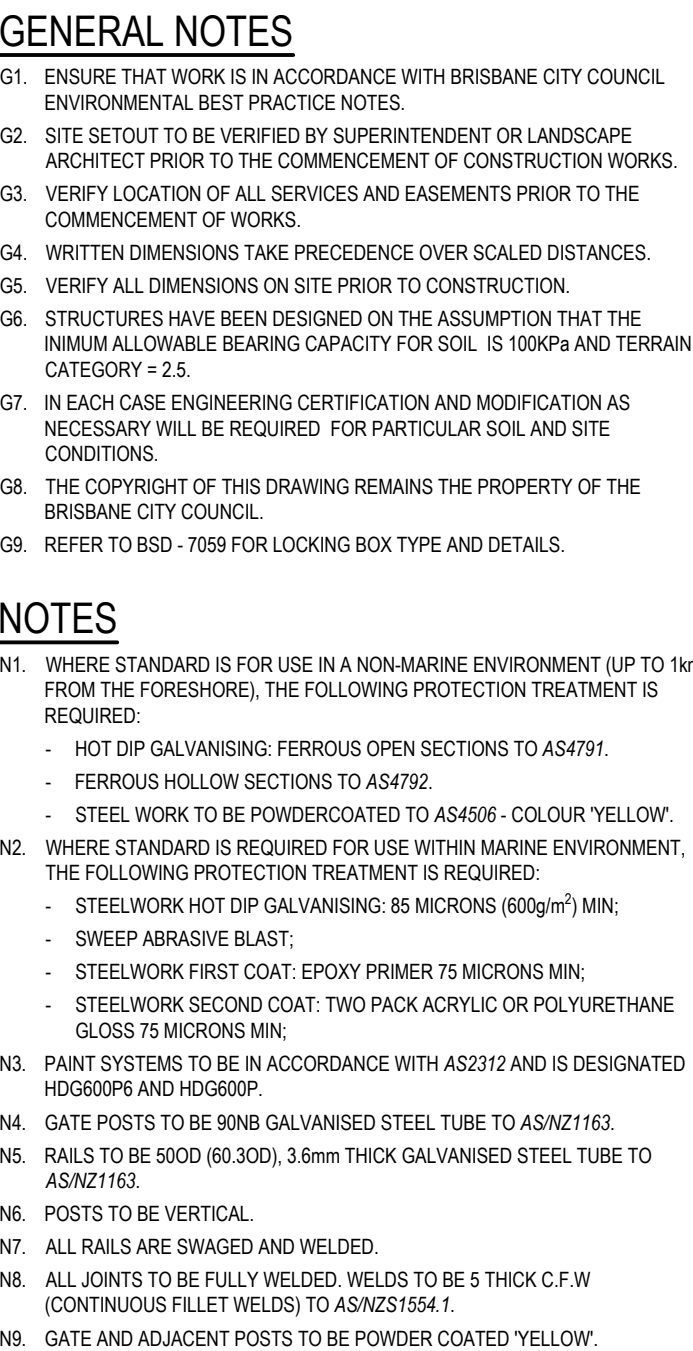 GENERAL NOTES
G1. ENSURE THAT WORK IS IN ACCORDANCE WITH BRISBANE CITY COUNCIL
ENVIRONMENTAL BEST PRACTICE NOTES.
G2. SITE SETOUT TO BE VERIFIED BY SUPERINTENDENT OR LANDSCAPE
ARCHITECT PRIOR TO THE COMMENCEMENT OF CONSTRUCTION WORKS.
G3. VERIFY LOCATION OF ALL SERVICES AND EASEMENTS PRIOR TO THE
COMMENCEMENT OF WORKS.
G4. WRITTEN DIMENSIONS TAKE PRECEDENCE OVER SCALED DISTANCES.
G5. VERIFY ALL DIMENSIONS ON SITE PRIOR TO CONSTRUCTION.
G6. STRUCTURES HAVE BEEN DESIGNED ON THE ASSUMPTION THAT THE
INIMUM ALLOWABLE BEARING CAPACITY FOR SOIL IS 100KPa AND TERRAIN
CATEGORY = 2.5.
G7. IN EACH CASE ENGINEERING CERTIFICATION AND MODIFICATION AS
NECESSARY WILL BE REQUIRED FOR PARTICULAR SOIL AND SITE
CONDITIONS.
G8. THE COPYRIGHT OF THIS DRAWING REMAINS THE PROPERTY OF THE
BRISBANE CITY COUNCIL.
G9. REFER TO BSD - 7059 FOR LOCKING BOX TYPE AND DETAILS.
NOTES
N1. WHERE STANDARD IS FOR USE IN A NON-MARINE ENVIRONMENT (UP TO 1k
FROM THE FORESHORE), THE FOLLOWING PROTECTION TREATMENT IS
REQUIRED:
- HOT DIP GALVANISING: FERROUS OPEN SECTIONS TO AS4791.
- FERROUS HOLLOW SECTIONS TO AS4792.
- STEEL WORK TO BE POWDERCOATED TO AS4506 - COLOUR 'YELLOW'.
N2. WHERE STANDARD IS REQUIRED FOR USE WITHIN MARINE ENVIRONMENT,
THE FOLLOWING PROTECTION TREATMENT IS REQUIRED:
- STEELWORK HOT DIP GALVANISING: 85 MICRONS (600g/m²) MIN;
- SWEEP ABRASIVE BLAST;
- STEELWORK FIRST COAT: EPOXY PRIMER 75 MICRONS MIN;
- STEELWORK SECOND COAT: TWO PACK ACRYLIC OR POLYURETHANE
GLOSS 75 MICRONS MIN;
N3. PAINT SYSTEMS TO BE IN ACCORDANCE WITH AS2312 AND IS DESIGNATED
HDG600P6 AND HDG600P.
N4. GATE POSTS TO BE 90NB GALVANISED STEEL TUBE TO AS/NZ1163.
N5. RAILS TO BE 50OD (60.3OD), 3.6mm THICK GALVANISED STEEL TUBE TO
AS/NZ1163.
N6. POSTS TO BE VERTICAL.
N7. ALL RAILS ARE SWAGED AND WELDED.
N8. ALL JOINTS TO BE FULLY WELDED. WELDS TO BE 5 THICK C.F.W
(CONTINUOUS FILLET WELDS) TO AS/NZS1554.1.
N9. GATE AND ADJACENT POSTS TO BE POWDER COATED 'YELLOW'.